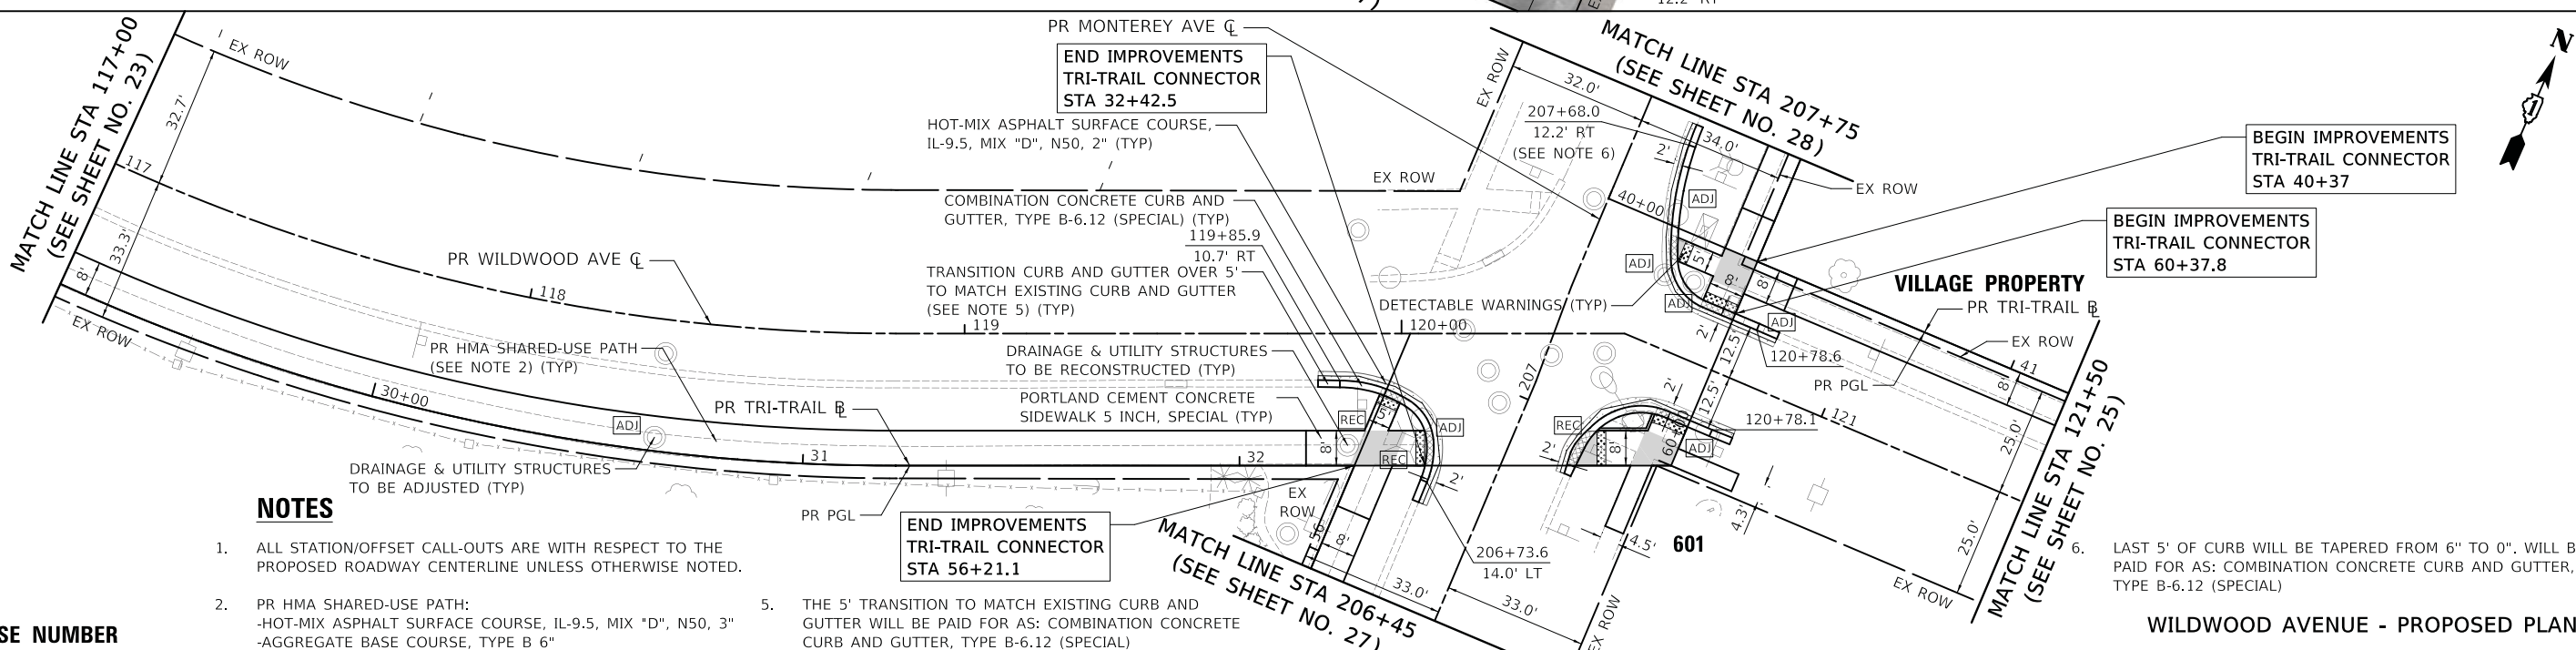 12.2' RT
MATCH LINE STA 117+00
(SEE SHEET NO. 23)
EX ROW
32.7'
117
33.3'
8'
EX ROW
PR WILDWOOD AVE ℄
118
PR HMA SHARED-USE PATH
(SEE NOTE 2) (TYP)
30+00
ADJ
DRAINAGE & UTILITY STRUCTURES
TO BE ADJUSTED (TYP)
PR TRI-TRAIL BL
31
PR PGL
119
32
PR MONTEREY AVE ℄
END IMPROVEMENTS
TRI-TRAIL CONNECTOR
STA 32+42.5
HOT-MIX ASPHALT SURFACE COURSE,
IL-9.5, MIX "D", N50, 2" (TYP)
COMBINATION CONCRETE CURB AND
GUTTER, TYPE B-6.12 (SPECIAL) (TYP)
119+85.9
10.7' RT
TRANSITION CURB AND GUTTER OVER 5'
TO MATCH EXISTING CURB AND GUTTER
(SEE NOTE 5) (TYP)
DRAINAGE & UTILITY STRUCTURES
TO BE RECONSTRUCTED (TYP)
PORTLAND CEMENT CONCRETE
SIDEWALK 5 INCH, SPECIAL (TYP)
EX ROW
EX ROW
MATCH LINE STA 207+75
(SEE SHEET NO. 28)
32.0'
34.0'
207+68.0
12.2' RT
(SEE NOTE 6)
2'
ADJ
40+00
ADJ
5'
8'
8'
ADJ
ADJ
2'
DETECTABLE WARNINGS (TYP)
120+00
EX ROW
BEGIN IMPROVEMENTS
TRI-TRAIL CONNECTOR
STA 40+37
BEGIN IMPROVEMENTS
TRI-TRAIL CONNECTOR
STA 60+37.8
VILLAGE PROPERTY
PR TRI-TRAIL BL
EX ROW
41
8'
120+78.6
PR PGL
12.5'
12.5'
120+78.1
121
25.0'
25.0'
MATCH LINE STA 121+50
(SEE SHEET NO. 25)
REC
5'
ADJ
8'
REC
2'
207
REC
2'
2'
8'
ADJ
4.3'
4.5'
601
EX ROW
EX
ROW
8'
END IMPROVEMENTS
TRI-TRAIL CONNECTOR
STA 56+21.1
MATCH LINE STA 206+45
(SEE SHEET NO. 27)
206+73.6
14.0' LT
33.0'
33.0'
EX ROW
N
1
NOTES
1. ALL STATION/OFFSET CALL-OUTS ARE WITH RESPECT TO THE
PROPOSED ROADWAY CENTERLINE UNLESS OTHERWISE NOTED.
2. PR HMA SHARED-USE PATH:
-HOT-MIX ASPHALT SURFACE COURSE, IL-9.5, MIX "D", N50, 3"
-AGGREGATE BASE COURSE, TYPE B 6"
5. THE 5' TRANSITION TO MATCH EXISTING CURB AND
GUTTER WILL BE PAID FOR AS: COMBINATION CONCRETE
CURB AND GUTTER, TYPE B-6.12 (SPECIAL)
6. LAST 5' OF CURB WILL BE TAPERED FROM 6" TO 0". WILL B
PAID FOR AS: COMBINATION CONCRETE CURB AND GUTTER,
TYPE B-6.12 (SPECIAL)
SE NUMBER
WILDWOOD AVENUE - PROPOSED PLAN